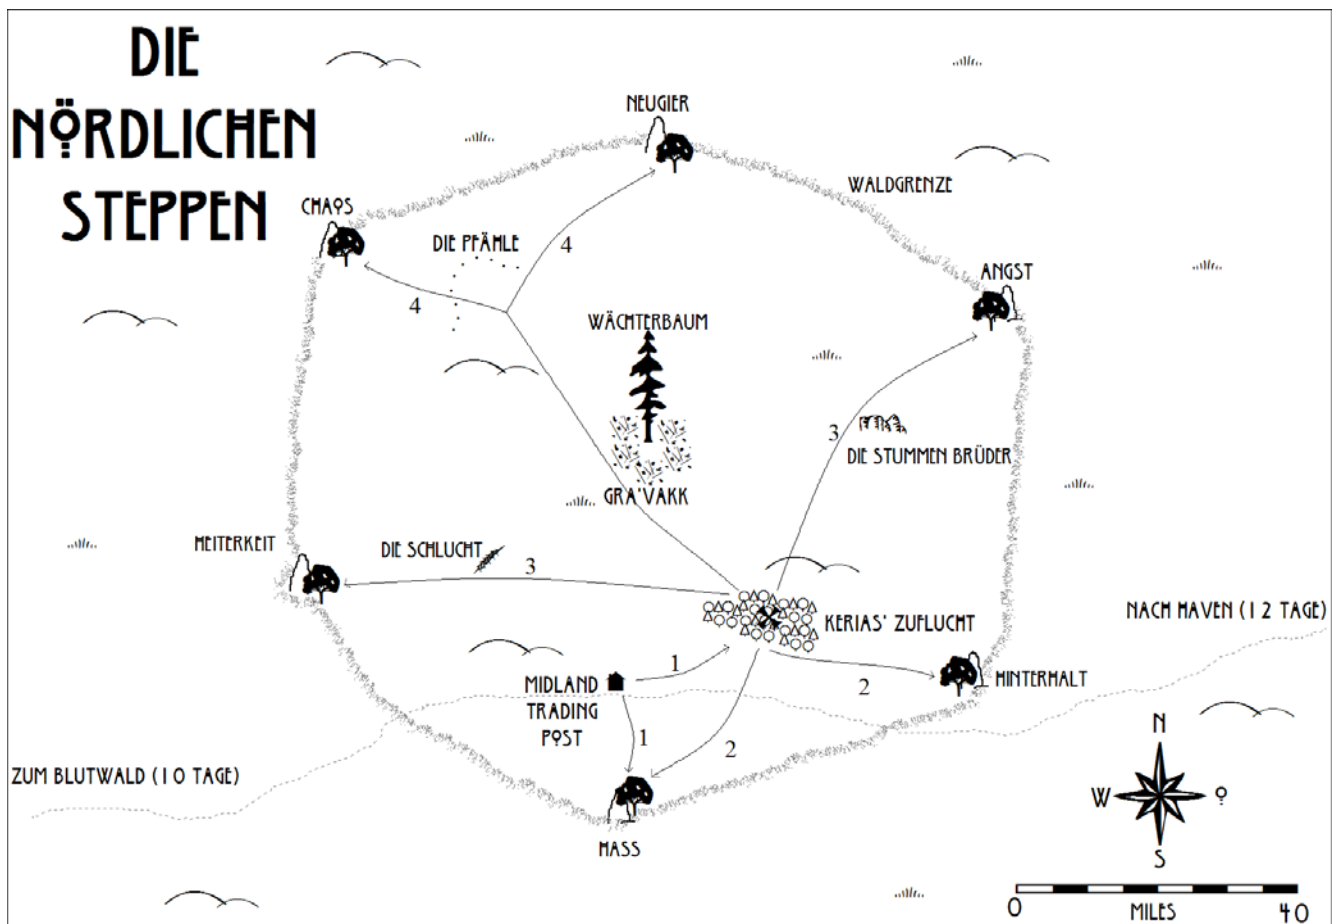 DIE
NÖRDLICHEN
STEPPEN
NEUGIER
WALDGRENZE
CHAOS
DIE PFÄHLE
4
4
ANGST
WÄCHTERBAUM
3
DIE STUMMEN BRÜDER
GRA'VAKK
HEITERKEIT
DIE SCHLUCHT
3
NACH HAVEN (12 TAGE)
KERIAS' ZUFLUCHT
1
MIDLAND
TRADING
POST
2
HINTERHALT
1
2
ZUM BLUTWALD (10 TAGE)
HASS
N
W
O
S
0
MILES
40